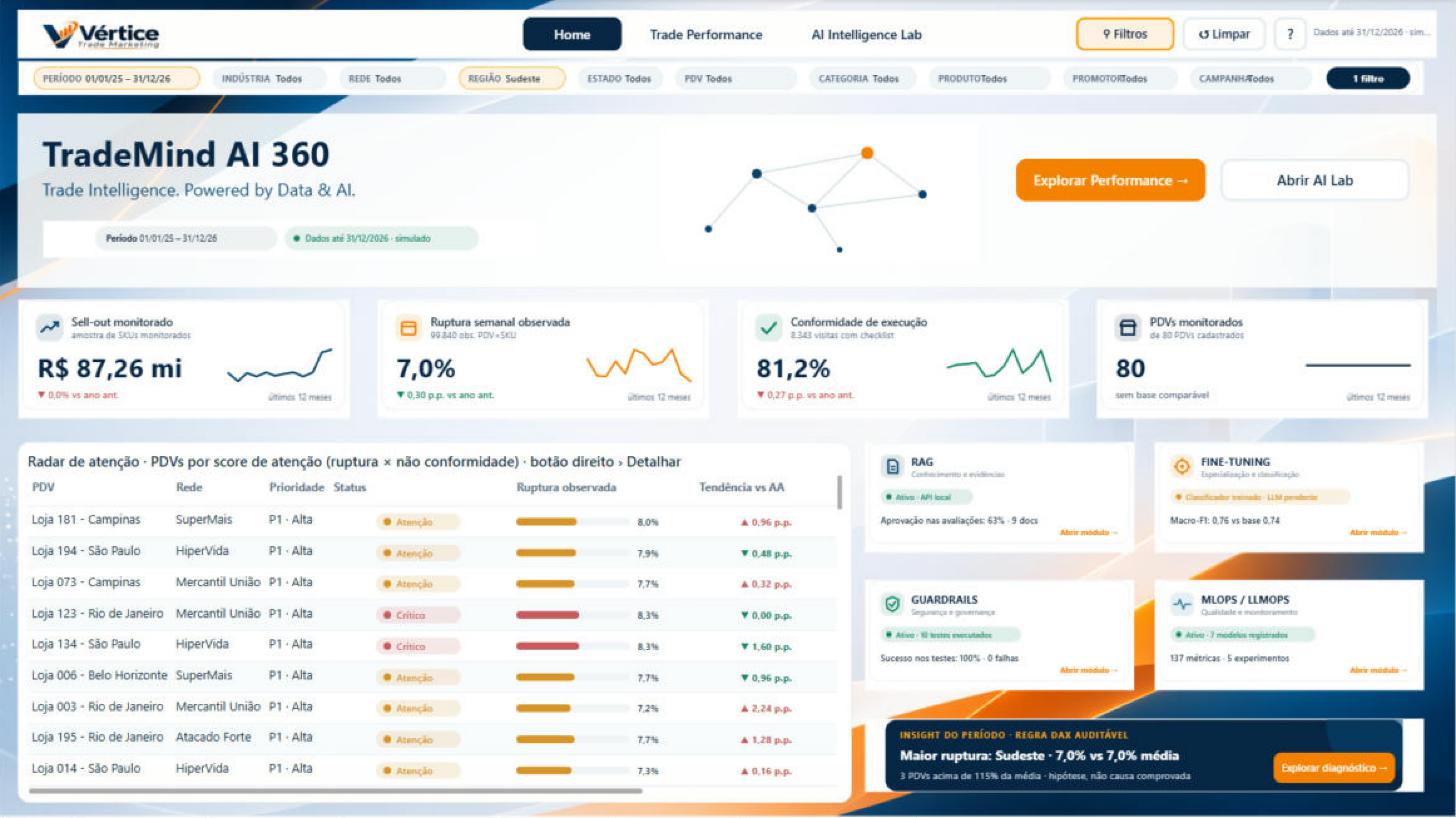 Vértice
Trade Marketing
Home
Trade Performance
AI Intelligence Lab
Filtros
Limpar
?
Dados até 31/12/2026 · sim...
PERÍODO 01/01/25 – 31/12/26
INDÚSTRIA Todos
REDE Todos
REGIÃO Sudeste
ESTADO Todos
PDV Todos
CATEGORIA Todos
PRODUTO Todos
PROMOTOR Todos
CAMPANHA Todos
1 filtro
TradeMind AI 360
Trade Intelligence. Powered by Data & AI.
Período 01/01/25 – 31/12/26
Dados até 31/12/2026 · simulado
Explorar Performance →
Abrir AI Lab
Sell-out monitorado
amostra de SKUs monitorados
R$ 87,26 mi
▼ 0,0% vs ano ant.
últimos 12 meses
Ruptura semanal observada
99.840 obs. PDV×SKU
7,0%
▼ 0,30 p.p. vs ano ant.
últimos 12 meses
Conformidade de execução
8.343 visitas com checklist
81,2%
▼ 0,27 p.p. vs ano ant.
últimos 12 meses
PDVs monitorados
de 80 PDVs cadastrados
80
sem base comparável
últimos 12 meses
Radar de atenção · PDVs por score de atenção (ruptura × não conformidade) · botão direito › Detalhar
PDV Rede Prioridade Status Ruptura observada Tendência vs AA
Loja 181 - Campinas SuperMais P1 · Alta Atenção 8,0% ▲ 0,96 p.p.
Loja 194 - São Paulo HiperVida P1 · Alta Atenção 7,9% ▼ 0,48 p.p.
Loja 073 - Campinas Mercantil União P1 · Alta Atenção 7,7% ▲ 0,32 p.p.
Loja 123 - Rio de Janeiro Mercantil União P1 · Alta Crítico 8,3% ▼ 0,00 p.p.
Loja 134 - São Paulo HiperVida P1 · Alta Crítico 8,3% ▼ 1,60 p.p.
Loja 006 - Belo Horizonte SuperMais P1 · Alta Atenção 7,7% ▼ 0,96 p.p.
Loja 003 - Rio de Janeiro Mercantil União P1 · Alta Atenção 7,2% ▲ 2,24 p.p.
Loja 195 - Rio de Janeiro Atacado Forte P1 · Alta Atenção 7,7% ▲ 1,28 p.p.
Loja 014 - São Paulo HiperVida P1 · Alta Atenção 7,3% ▲ 0,16 p.p.
RAG
Conhecimento e evidências
Ativo · API local
Aprovação nas avaliações: 63% · 9 docs
Abrir módulo →
FINE-TUNING
Especialização e classificação
Classificador treinado · LLM pendente
Macro-F1: 0,76 vs base 0,74
Abrir módulo →
GUARDRAILS
Segurança e governança
Ativo · 10 testes executados
Sucesso nos testes: 100% · 0 falhas
Abrir módulo →
MLOPS / LLMOPS
Qualidade e monitoramento
Ativo · 7 modelos registrados
137 métricas · 5 experimentos
Abrir módulo →
INSIGHT DO PERÍODO · REGRA DAX AUDITÁVEL
Maior ruptura: Sudeste · 7,0% vs 7,0% média
3 PDVs acima de 115% da média · hipótese, não causa comprovada
Explorar diagnóstico →